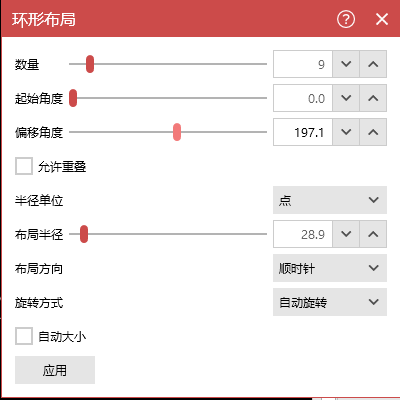 环形布局
数量 9
起始角度 0.0
偏移角度 197.1
允许重叠
半径单位 点
布局半径 28.9
布局方向 顺时针
旋转方式 自动旋转
自动大小
应用